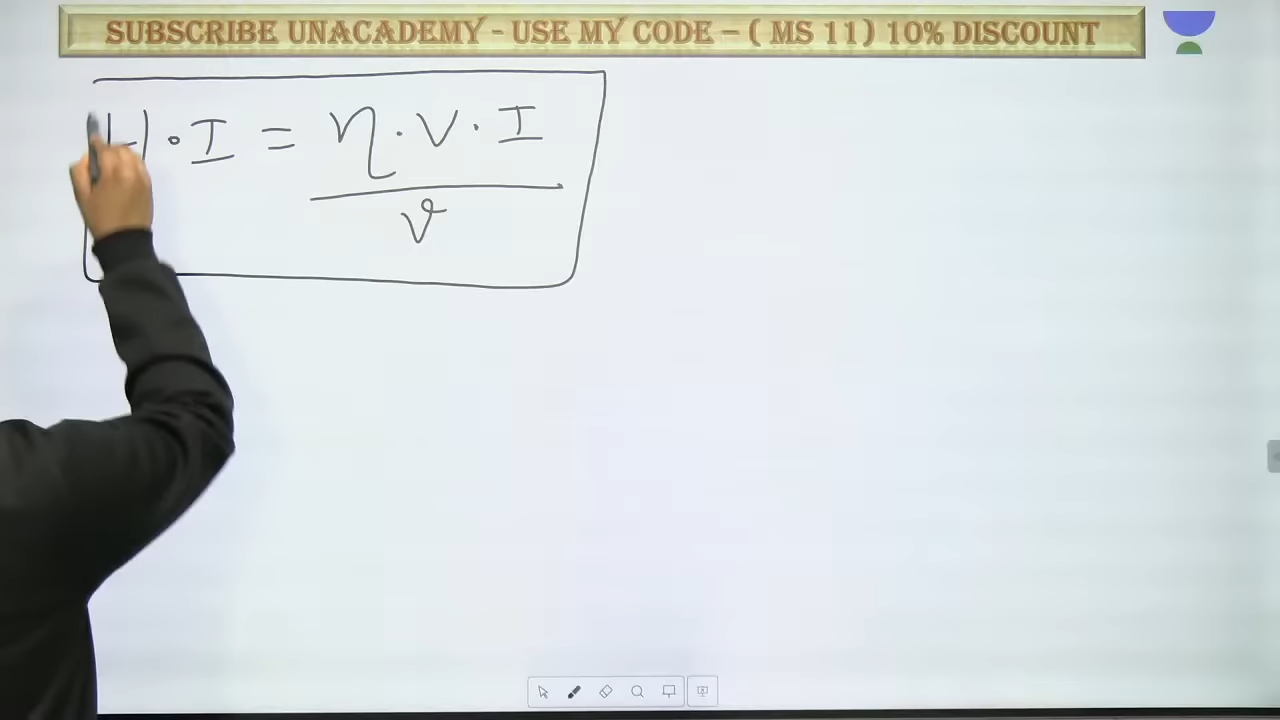 SUBSCRIBE UNACADEMY - USE MY CODE – ( MS 11) 10% DISCOUNT
H · I = η · V · I
v